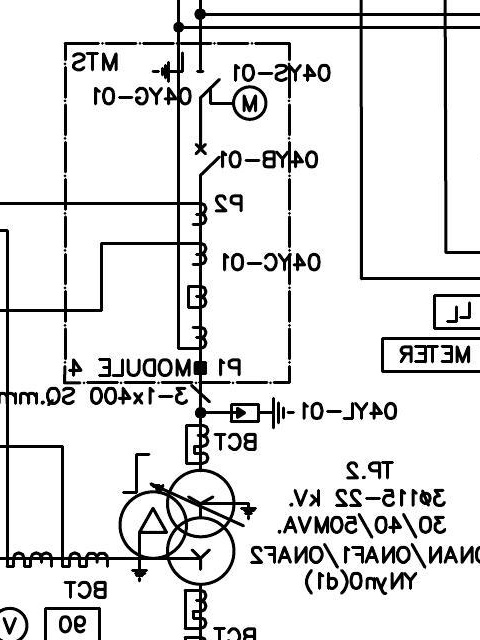 MTS
04YS-01
04YG-01
M
04YB-01
P2
04YC-01
LL
METER
P1
MODULE 4
3-1x400 SQ.mm
04YL-01
BCT
TP.2
3ø115-22 kV.
30/40/50MVA.
ONAN/ONAF1/ONAF2
YNyn0(d1)
BCT
V
90
BCT